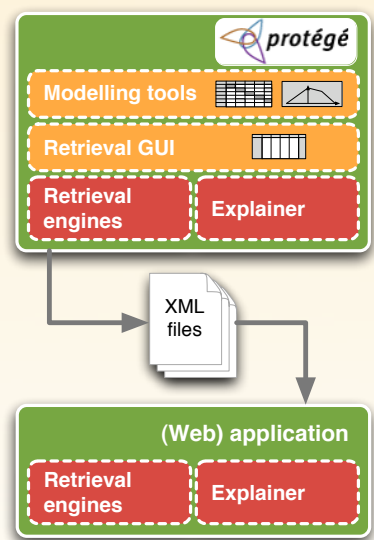 protégé
Modelling tools
Retrieval GUI
Retrieval
engines
Explainer
XML
files
(Web) application
Retrieval
engines
Explainer